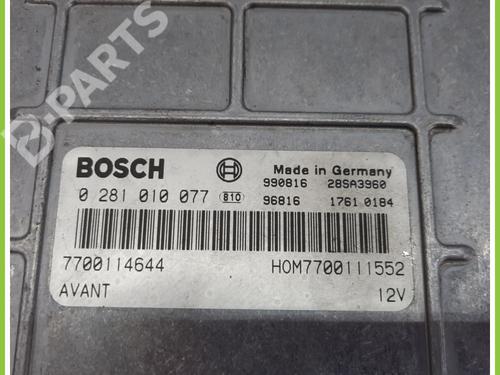 B-PARTS
BOSCH
Made in Germany
0 281 010 077 810
990816 28SA3960
96816 1761 0184
7700114644 HOM7700111552
AVANT 12V